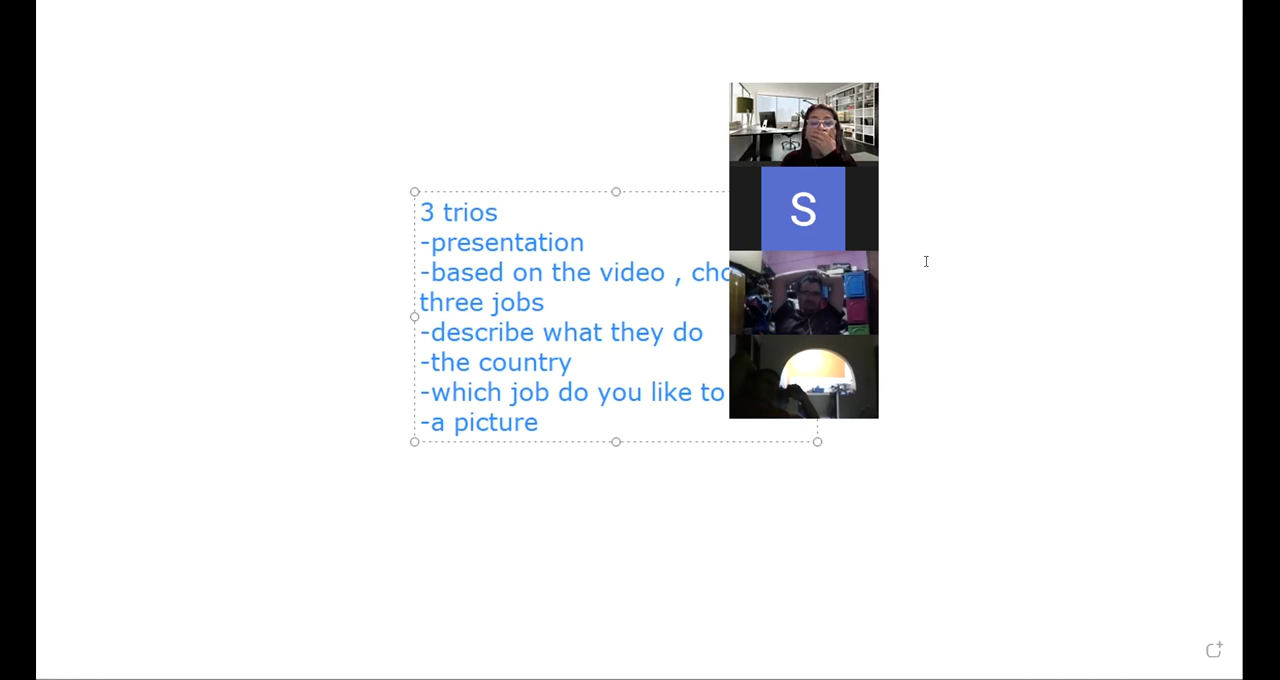 3 trios
-presentation
-based on the video , 
three jobs
-describe what they do
-the country
-which job do you like to
-a picture
S